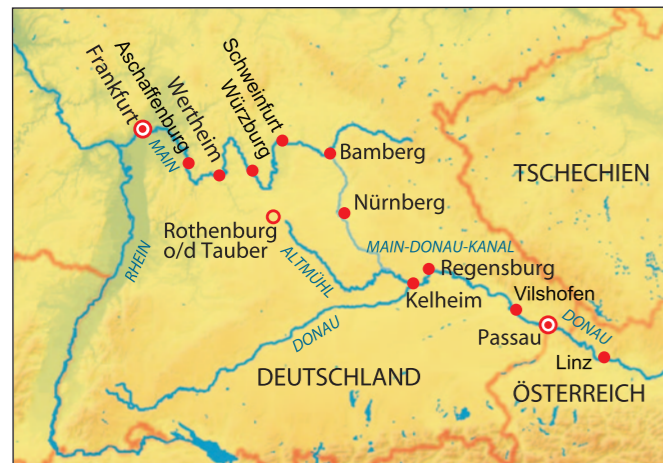 Frankfurt
Aschaffenburg
Wertheim
Würzburg
Schweinfurt
MAIN
Bamberg
TSCHECHIEN
Nürnberg
Rothenburg
o/d Tauber
RHEIN
ALTMÜHL
MAIN-DONAU-KANAL
Regensburg
Kelheim
Vilshofen
DONAU
DONAU
Passau
Linz
DEUTSCHLAND
ÖSTERREICH